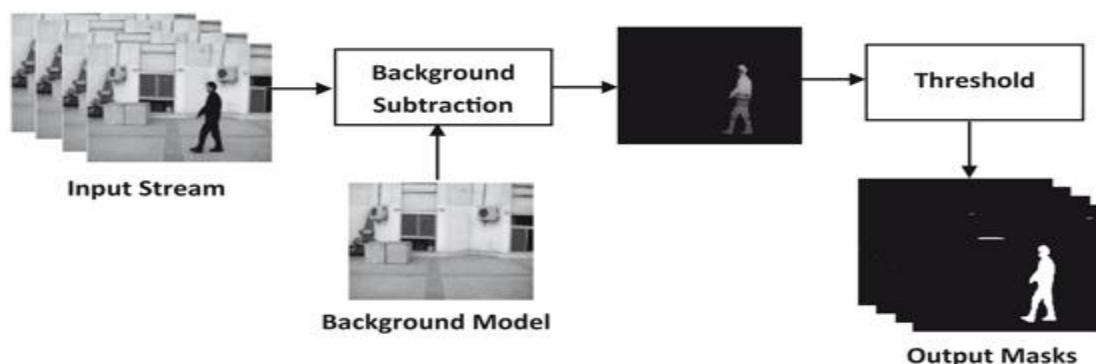 Background
Subtraction
Threshold
Input Stream
Background Model
Output Masks